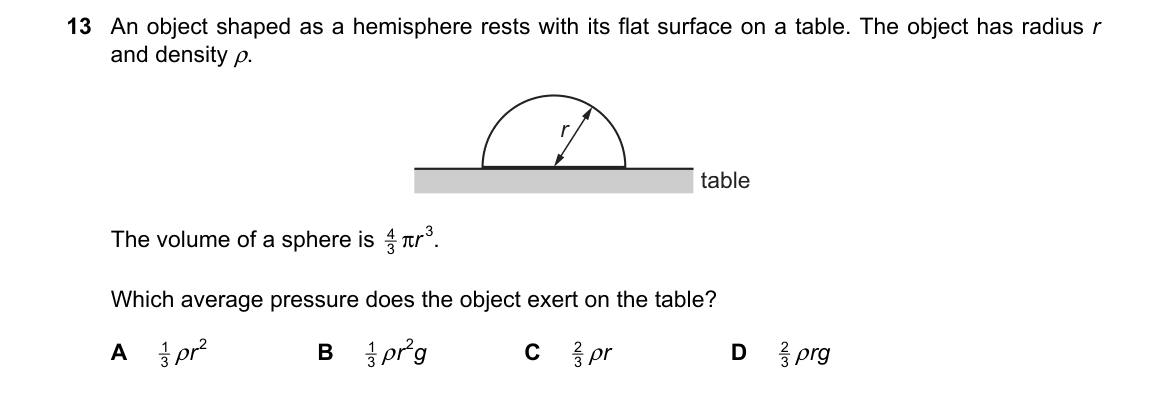 13 An object shaped as a hemisphere rests with its flat surface on a table. The object has radius r
and density ρ.
r
table
The volume of a sphere is 4/3 πr³.
Which average pressure does the object exert on the table?
A 1/3 ρr² B 1/3 ρr²g C 2/3 ρr D 2/3 ρrg